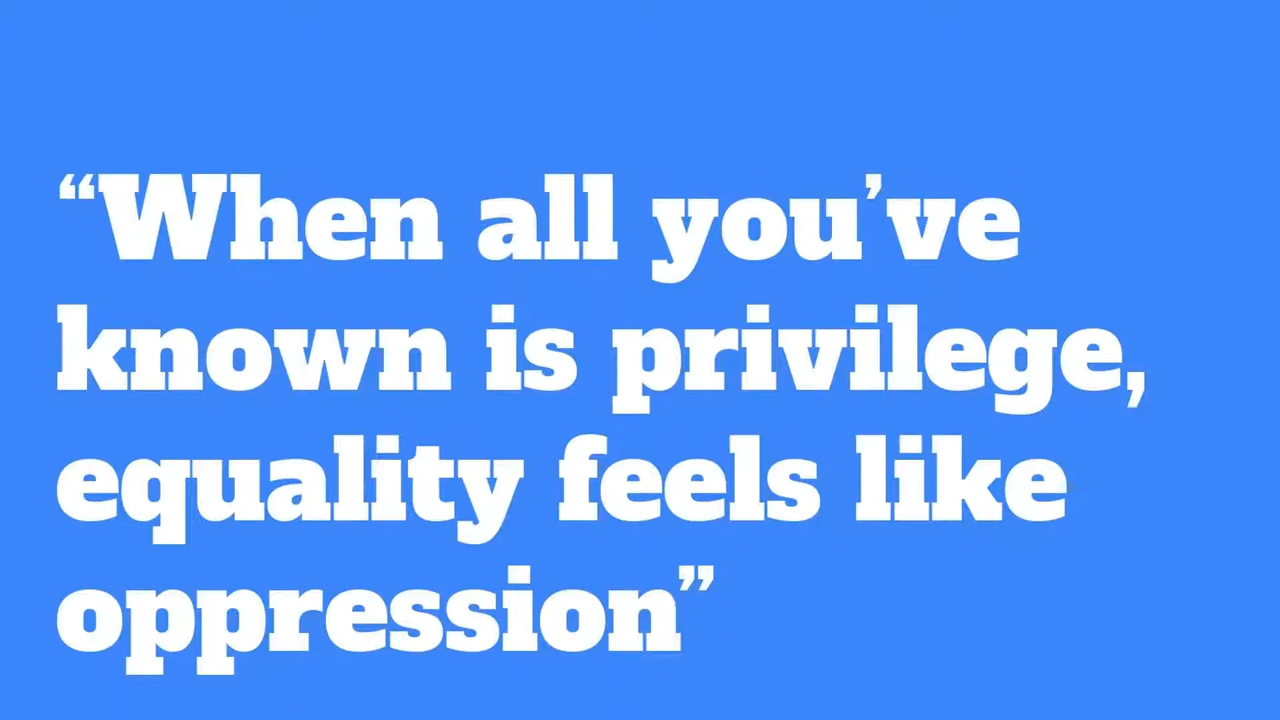 “When all you’ve
known is privilege,
equality feels like
oppression”